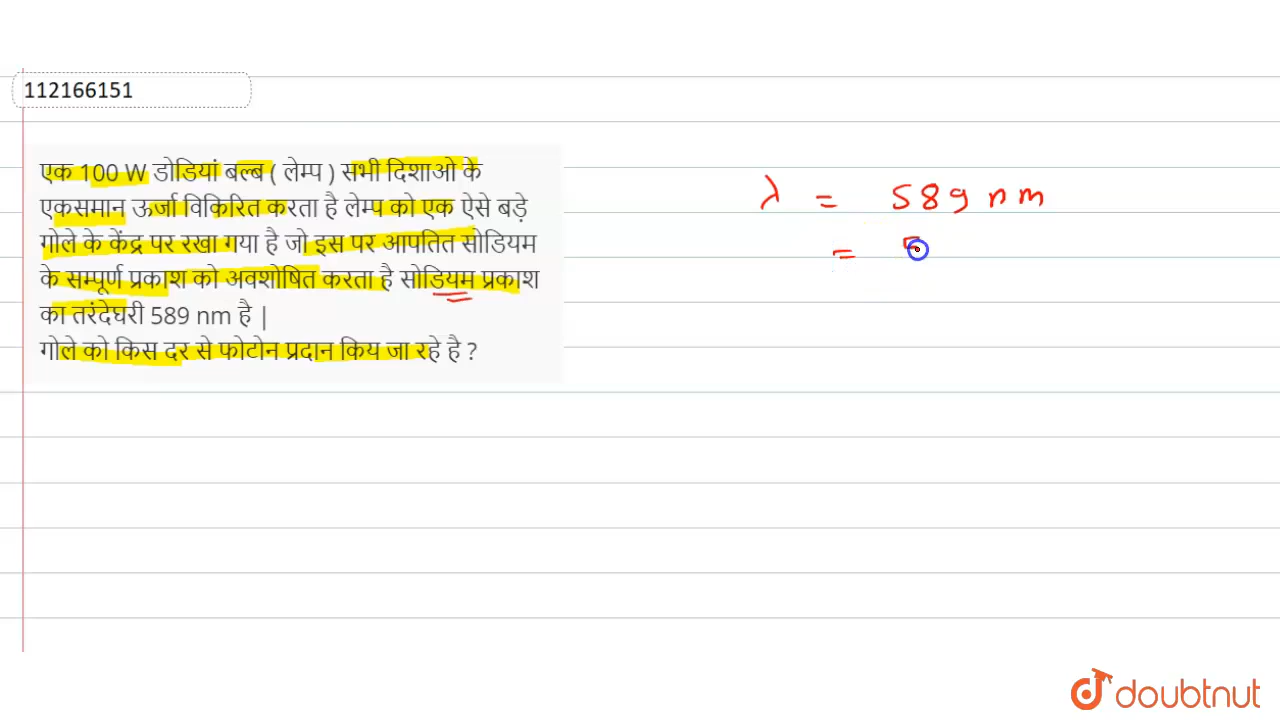 112166151
एक 100 W डोडियां बल्ब ( लेम्प ) सभी दिशाओ के
एकसमान ऊर्जा विकिरित करता है लेम्प को एक ऐसे बड़े
गोले के केंद्र पर रखा गया है जो इस पर आपतित सोडियम
के सम्पूर्ण प्रकाश को अवशोषित करता है सोडियम प्रकाश
का तरंदेघरी 589 nm है |
गोले को किस दर से फोटोन प्रदान किय जा रहे है ?
λ = 589 nm
=
doubtnut